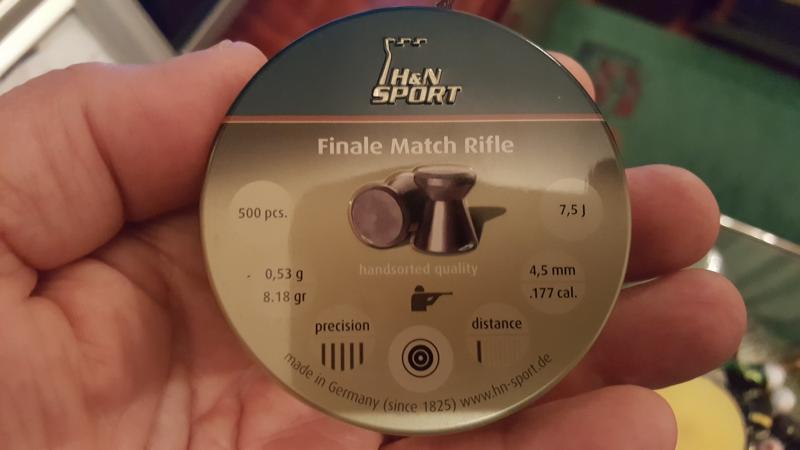 H&N
SPORT
Finale Match Rifle
500 pcs.
7,5 J
handsorted quality
0,53 g
8.18 gr
4,5 mm
.177 cal.
precision
distance
made in Germany (since 1825) www.hn-sport.de